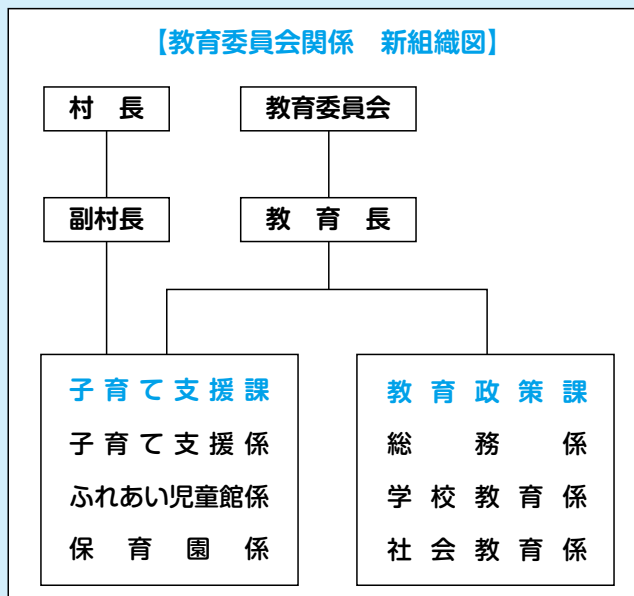 【教育委員会関係　新組織図】
村　長
教育委員会
副村長
教　育　長
子育て支援課
子育て支援係
ふれあい児童館係
保育園係
教育政策課
総務係
学校教育係
社会教育係